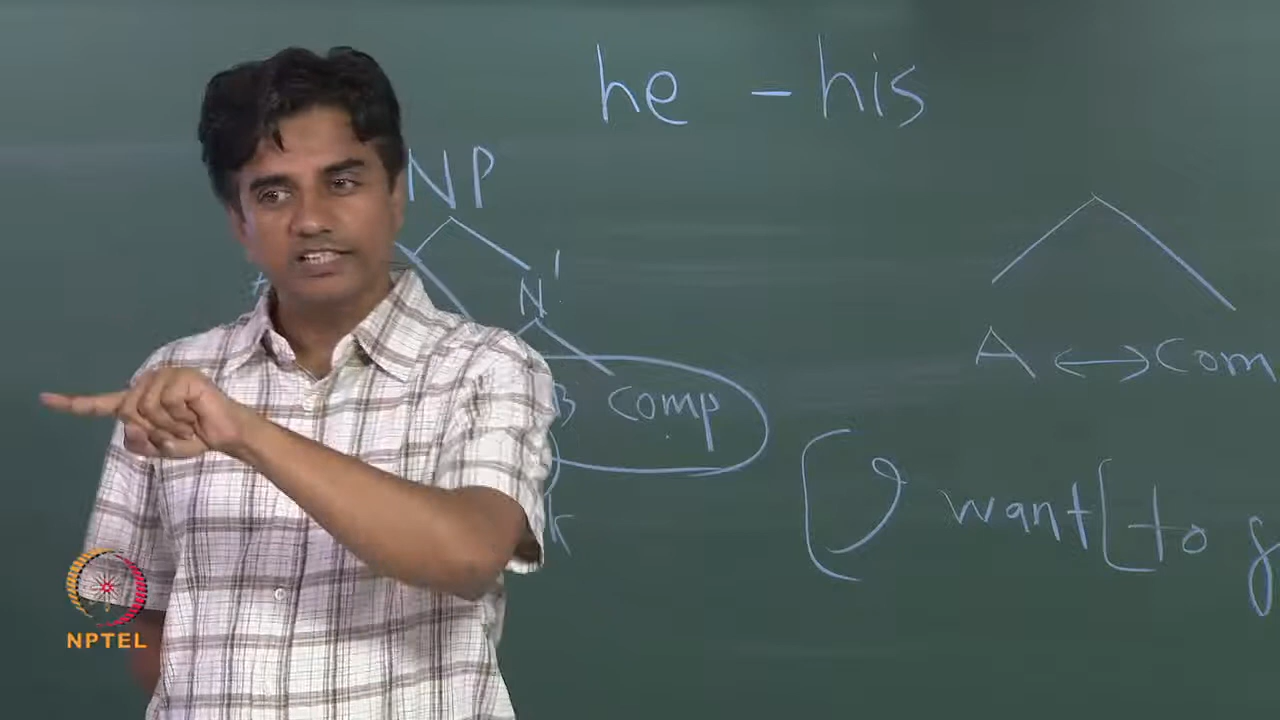 he - his
NP
N'
Comp
A ↔ Com
I want [to g
NPTEL